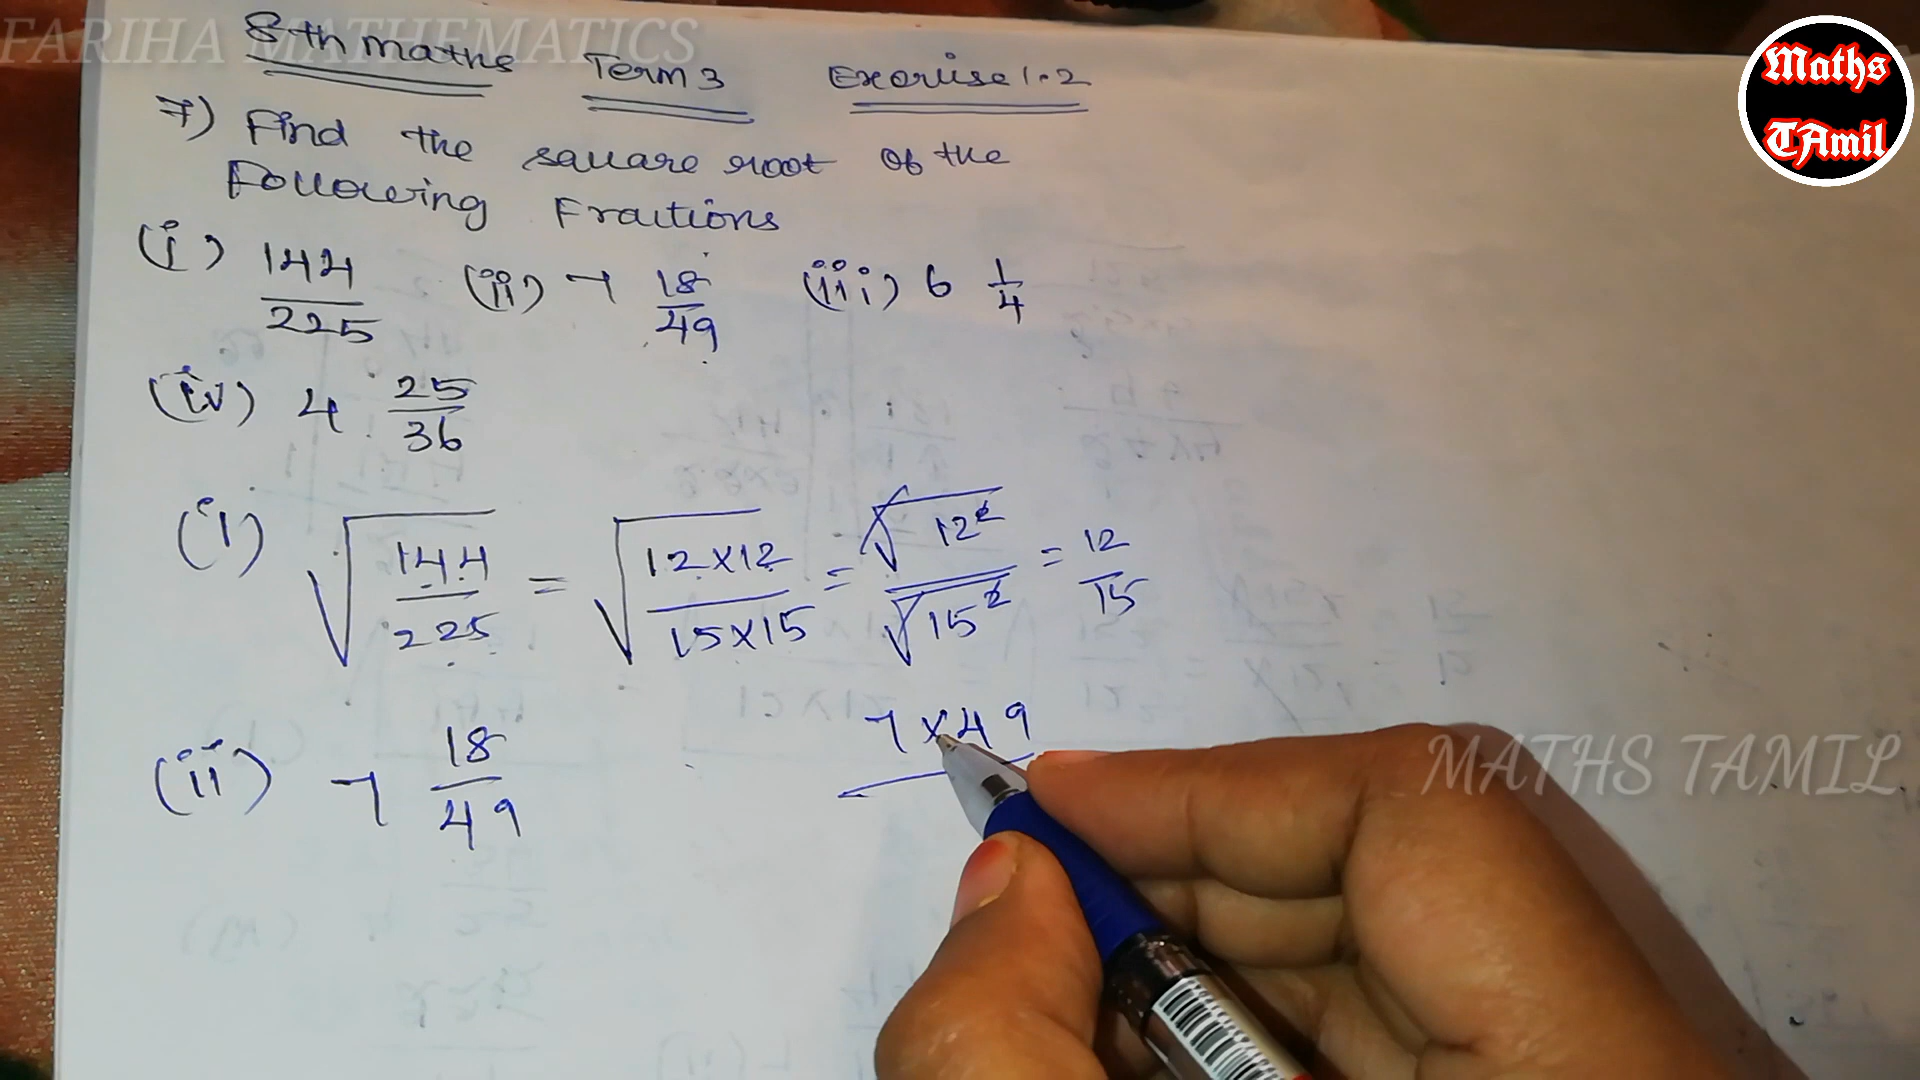 FARIHA MATHEMATICS
8th maths Term 3 Exercise 1.2
7) Find the square root of the
Following Fractions
(i) 144/225 (ii) 7 18/49 (iii) 6 1/4
(iv) 4 25/36
(i) √(144/225) = √(12×12/15×15) = √12²/√15² = 12/15
(ii) 7 18/49 7×49
Maths
TAmil
MATHS TAMIL